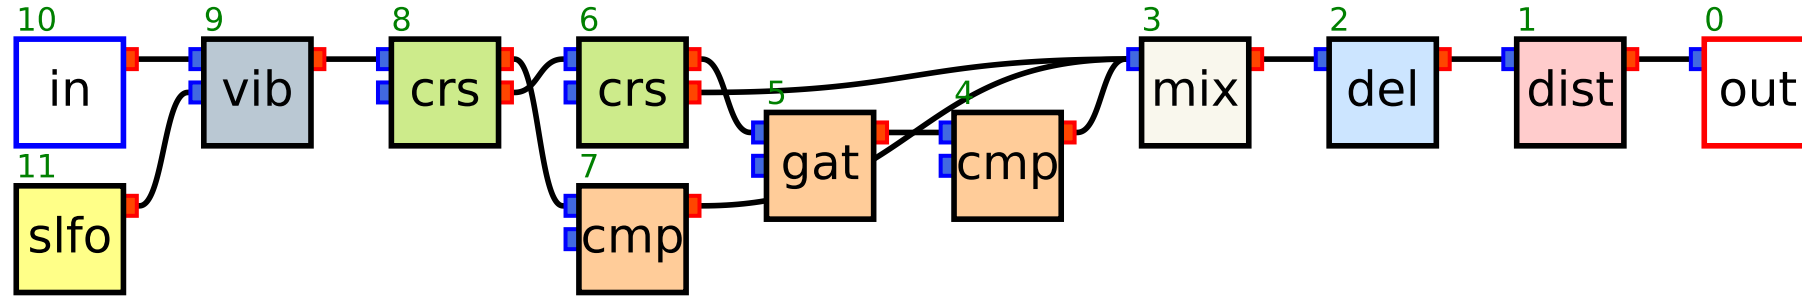 10 9 8 6 3 2 1 0
in vib crs crs mix del dist out
5 4
gat cmp
11 7
slfo cmp